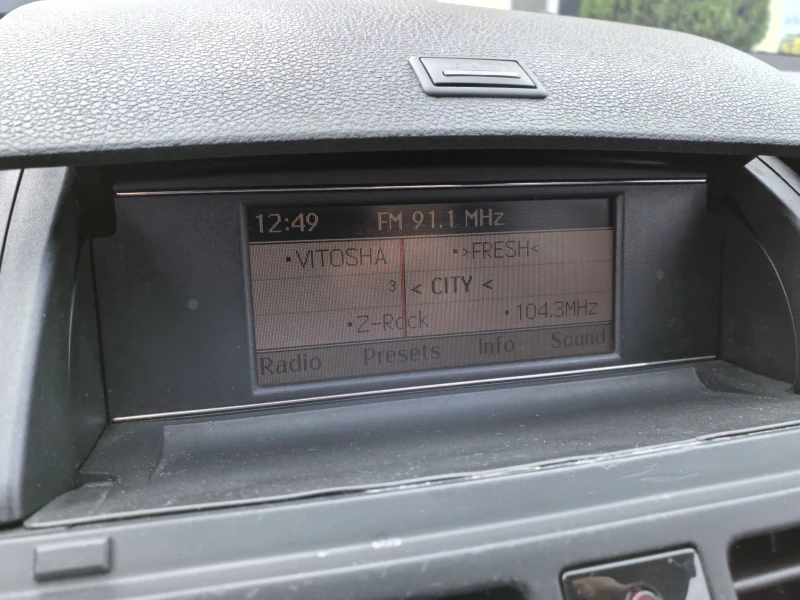 12:49 FM 91.1 MHz
•VITOSHA •>FRESH<
3 < CITY <
•Z-Rock •104.3MHz
Radio Presets Info Sound